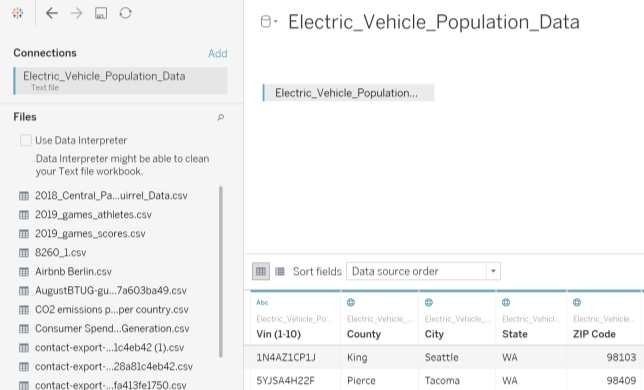 Electric_Vehicle_Population_Data
Connections
Add
Electric_Vehicle_Population_Data
Text file
Electric_Vehicle_Population...
Files
Use Data Interpreter
Data Interpreter might be able to clean
your Text file workbook.
2018_Central_Pa...uirrel_Data.csv
2019_games_athletes.csv
2019_games_scores.csv
8260_1.csv
Airbnb Berlin.csv
AugustBTUG-gu...7a603ba49.csv
CO2 emissions p...per country.csv
Consumer Spend...Generation.csv
contact-export-...1c4eb42 (1).csv
contact-export-...28a81c4eb42.csv
contact-export-...fa413fe1750.csv
Sort fields Data source order
Abc
Electric_Vehicle_Po... Electric_Vehicle_... Electric_Vehicle_... Electric_Vehicl... Electric_Vehicle...
Vin (1-10) County City State ZIP Code
1N4AZ1CP1J King Seattle WA 98103
5YJSA4H22F Pierce Tacoma WA 98409